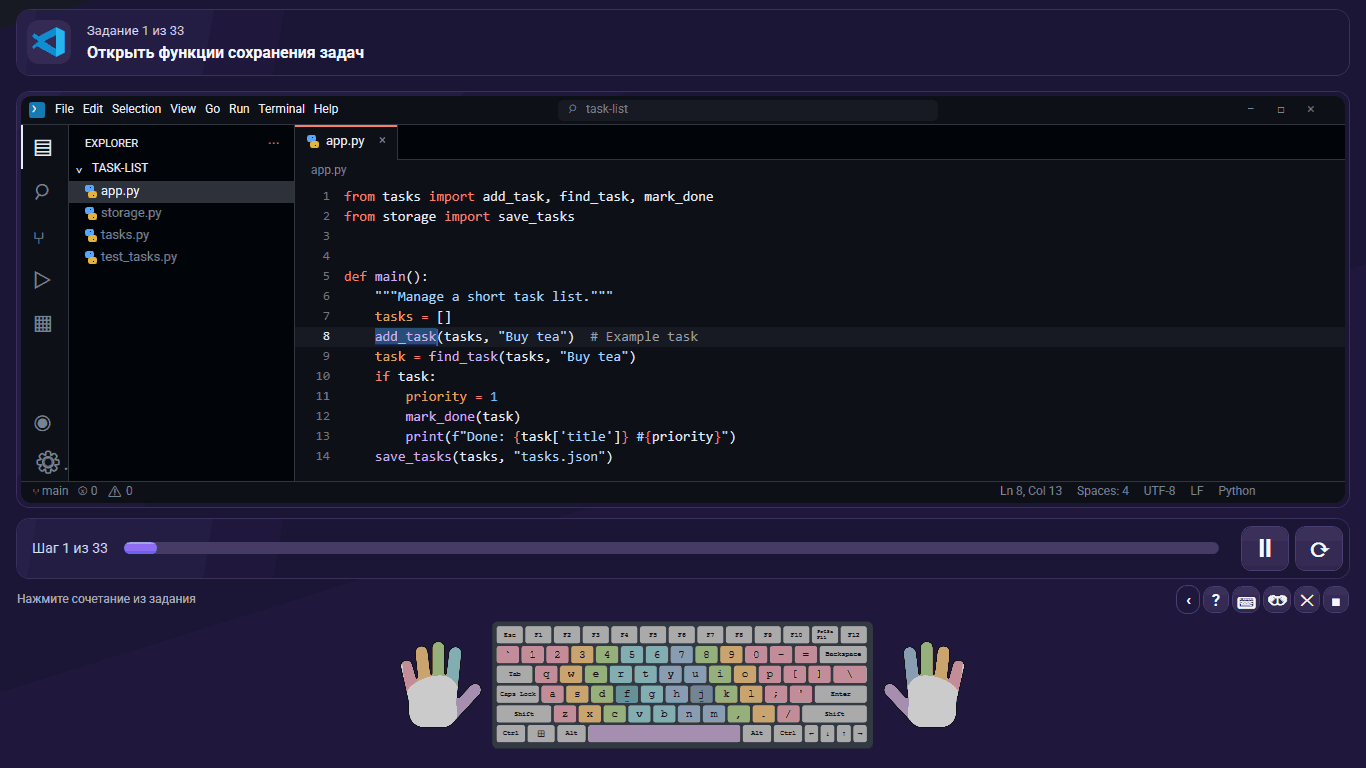 Задание 1 из 33
Открыть функции сохранения задач
File Edit Selection View Go Run Terminal Help
task-list
EXPLORER
TASK-LIST
app.py
storage.py
tasks.py
test_tasks.py
app.py ×
app.py
1 from tasks import add_task, find_task, mark_done
2 from storage import save_tasks
3
4
5 def main():
6 """Manage a short task list."""
7 tasks = []
8 add_task(tasks, "Buy tea") # Example task
9 task = find_task(tasks, "Buy tea")
10 if task:
11 priority = 1
12 mark_done(task)
13 print(f"Done: {task['title']} #{priority}")
14 save_tasks(tasks, "tasks.json")
main 0 0
Ln 8, Col 13 Spaces: 4 UTF-8 LF Python
Шаг 1 из 33
Нажмите сочетание из задания
‹ ?
Esc F1 F2 F3 F4 F5 F6 F7 F8 F9 F10 F11 F12
` 1 2 3 4 5 6 7 8 9 0 - = Backspace
Tab q w e r t y u i o p [ ] \
Caps Lock a s d f g h j k l ; ' Enter
Shift z x c v b n m , . / Shift
Ctrl Alt Alt Ctrl ← ↓ ↑ →